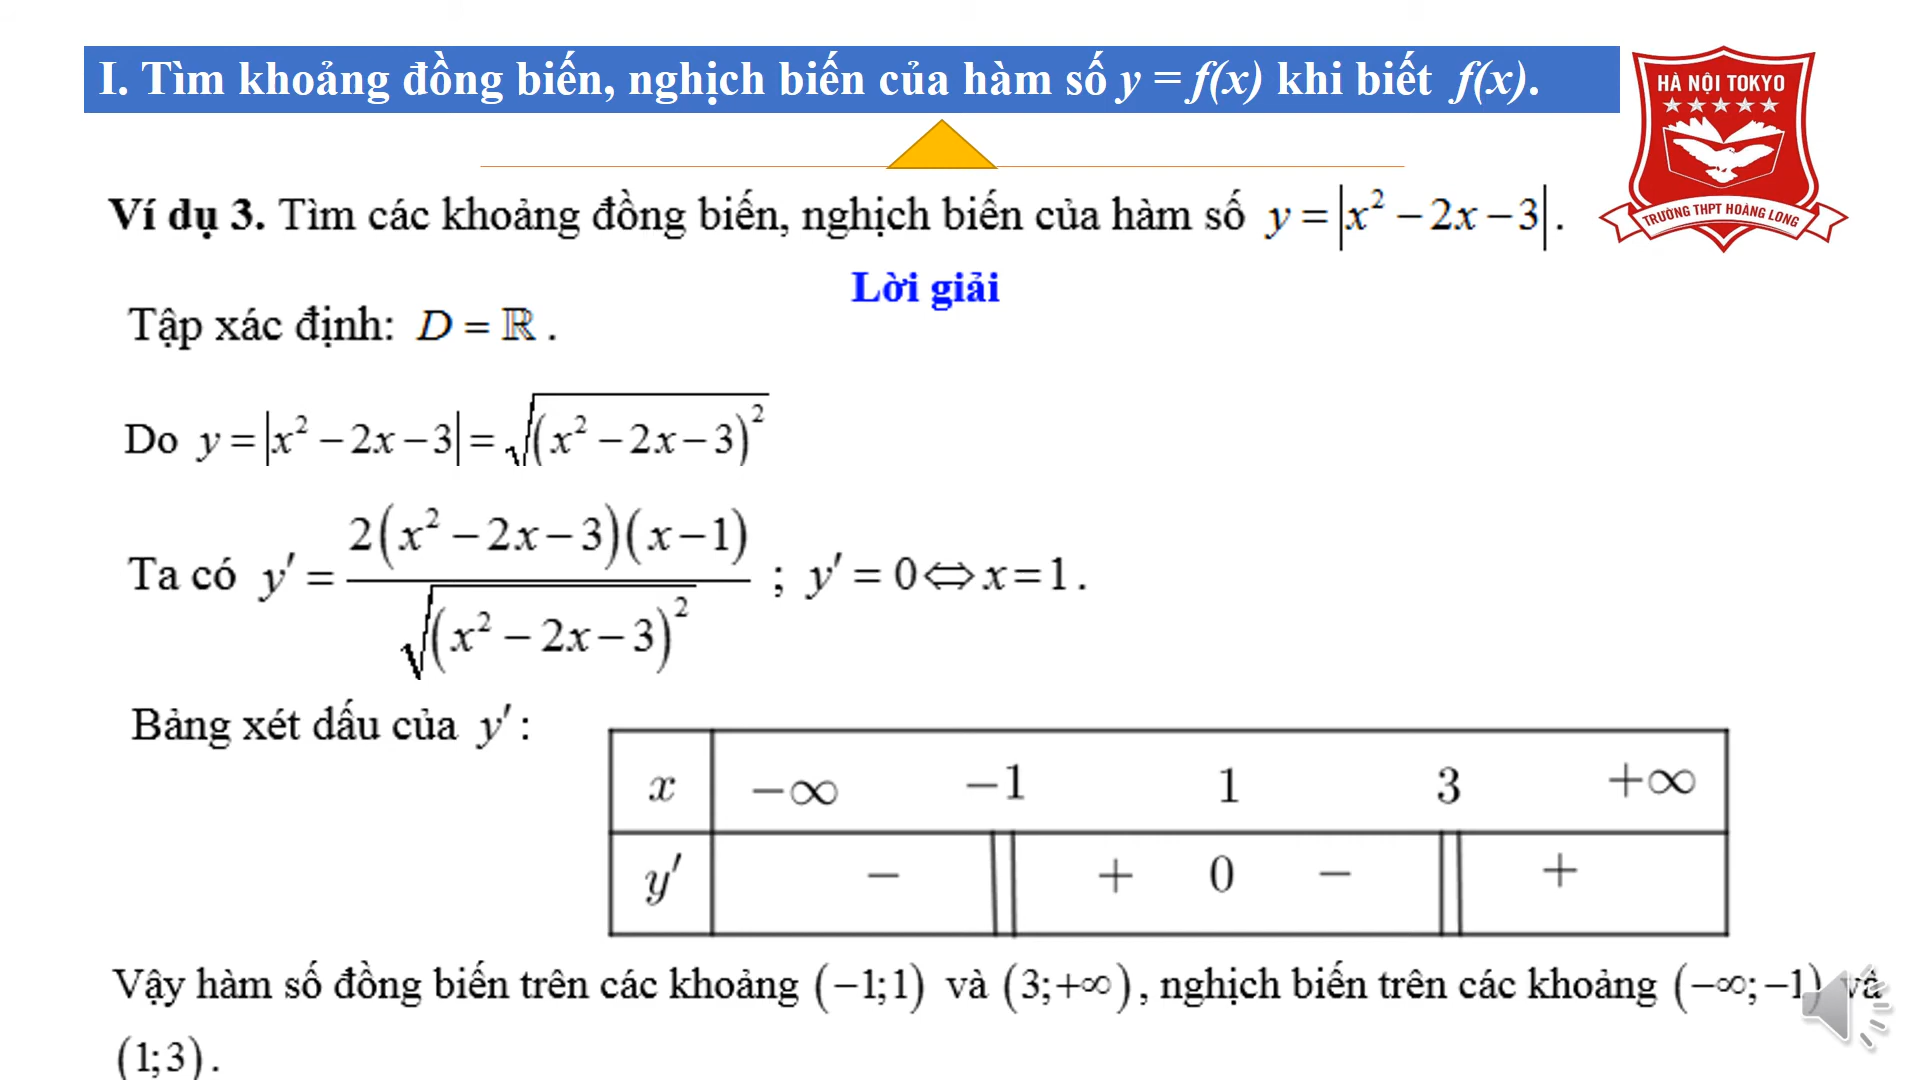 I. Tìm khoảng đồng biến, nghịch biến của hàm số y = f(x) khi biết f(x).
HÀ NỘI TOKYO
TRƯỜNG THPT HOÀNG LONG
Ví dụ 3. Tìm các khoảng đồng biến, nghịch biến của hàm số y = |x² − 2x − 3|.
Lời giải
Tập xác định: D = ℝ.
Do y = |x² − 2x − 3| = √(x² − 2x − 3)²
Ta có y′ = 2(x² − 2x − 3)(x − 1) / √(x² − 2x − 3)² ; y′ = 0 ⇔ x = 1.
Bảng xét dấu của y′ :
x −∞ −1 1 3 +∞
y′ − || + 0 − || +
Vậy hàm số đồng biến trên các khoảng (−1;1) và (3;+∞), nghịch biến trên các khoảng (−∞;−1) và
(1;3).